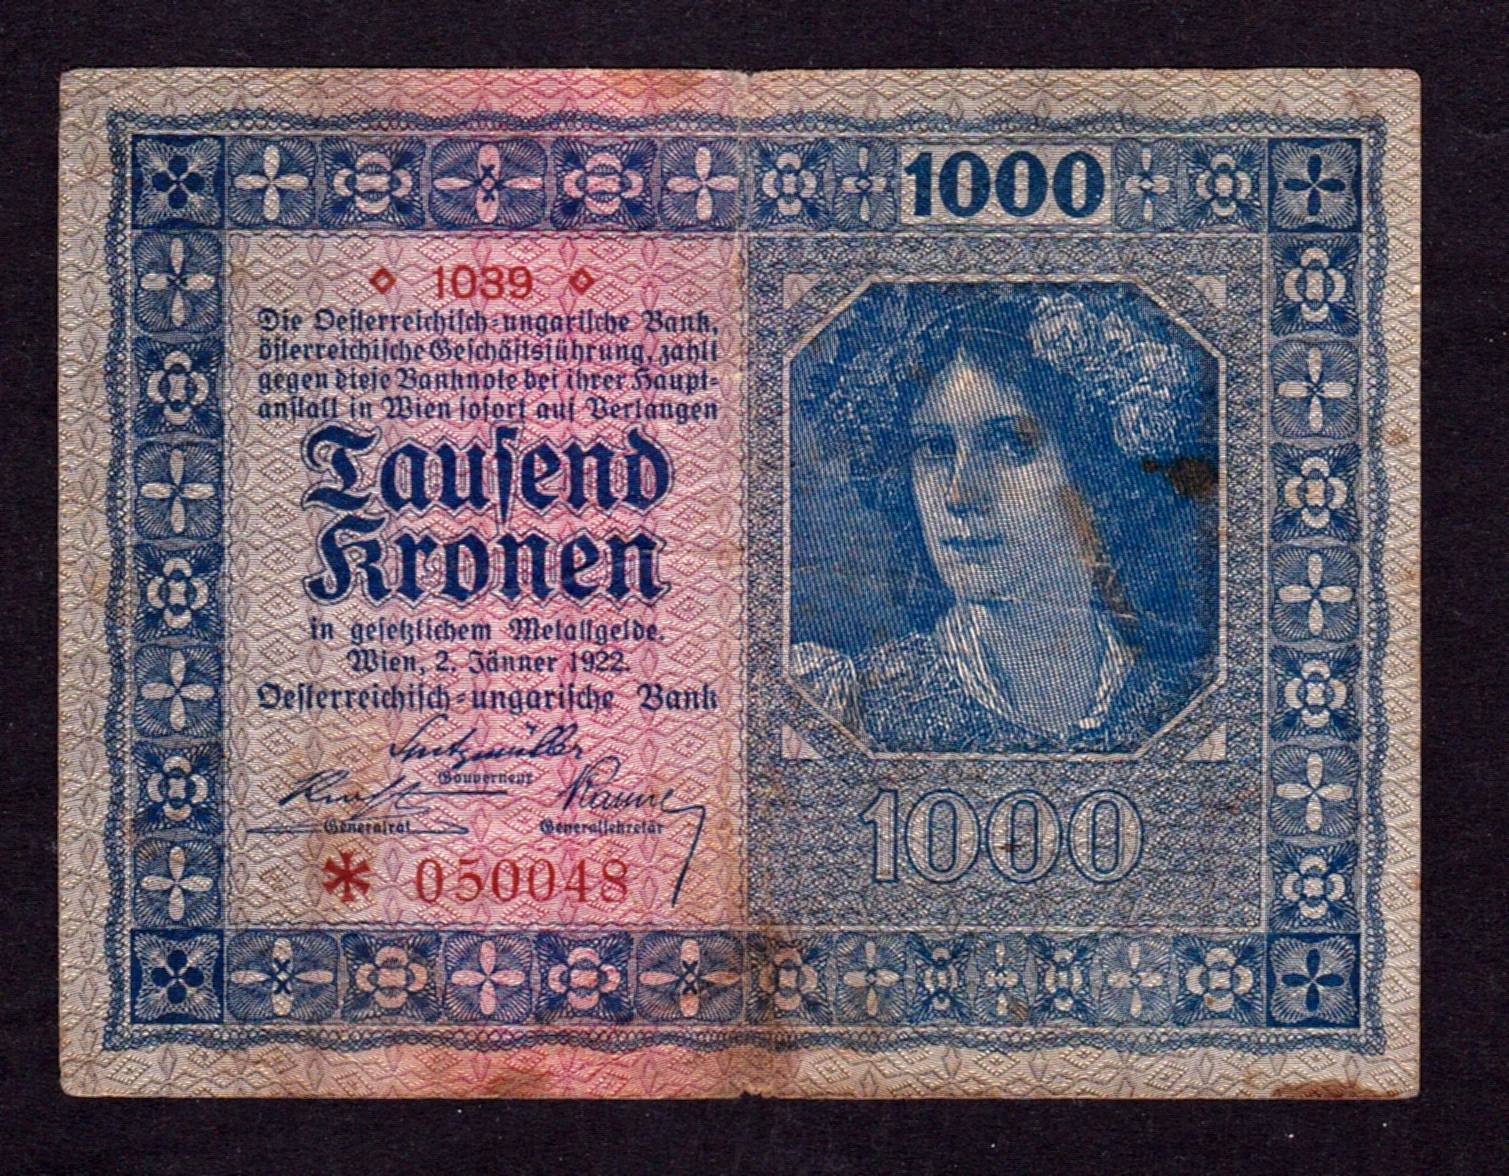 1000
◇ 1039 ◇
Die Oesterreichisch-ungarische Bank,
österreichische Geschäftsführung, zahlt
gegen diese Banknote bei ihrer Haupt-
anstalt in Wien sofort auf Verlangen
Tausend
Kronen
in gesetzlichem Metallgelde.
Wien, 2. Jänner 1922.
Oesterreichisch-ungarische Bank
Spitzmüller
Gouverneur
Generalrat
Generalsekretär
* 050048
1000